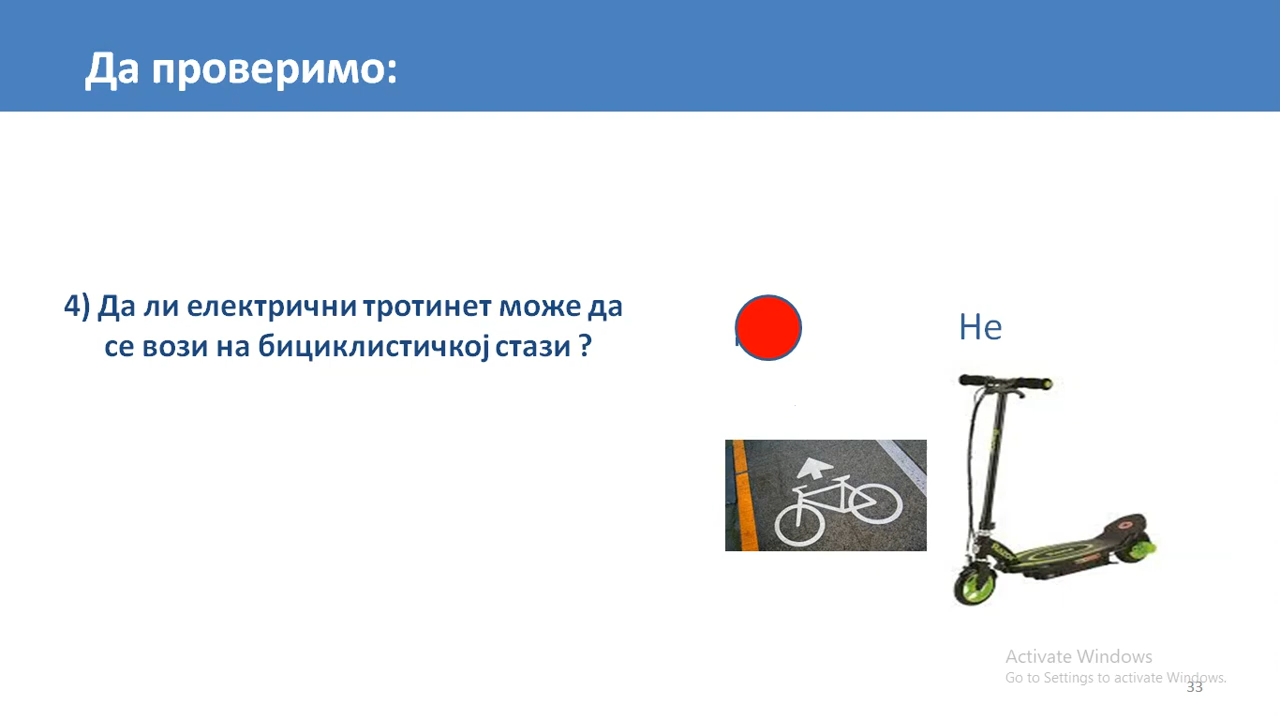 Да проверимо:
4) Да ли електрични тротинет може да
се вози на бициклистичкој стази ?
Не
Activate Windows
Go to Settings to activate Windows.
33